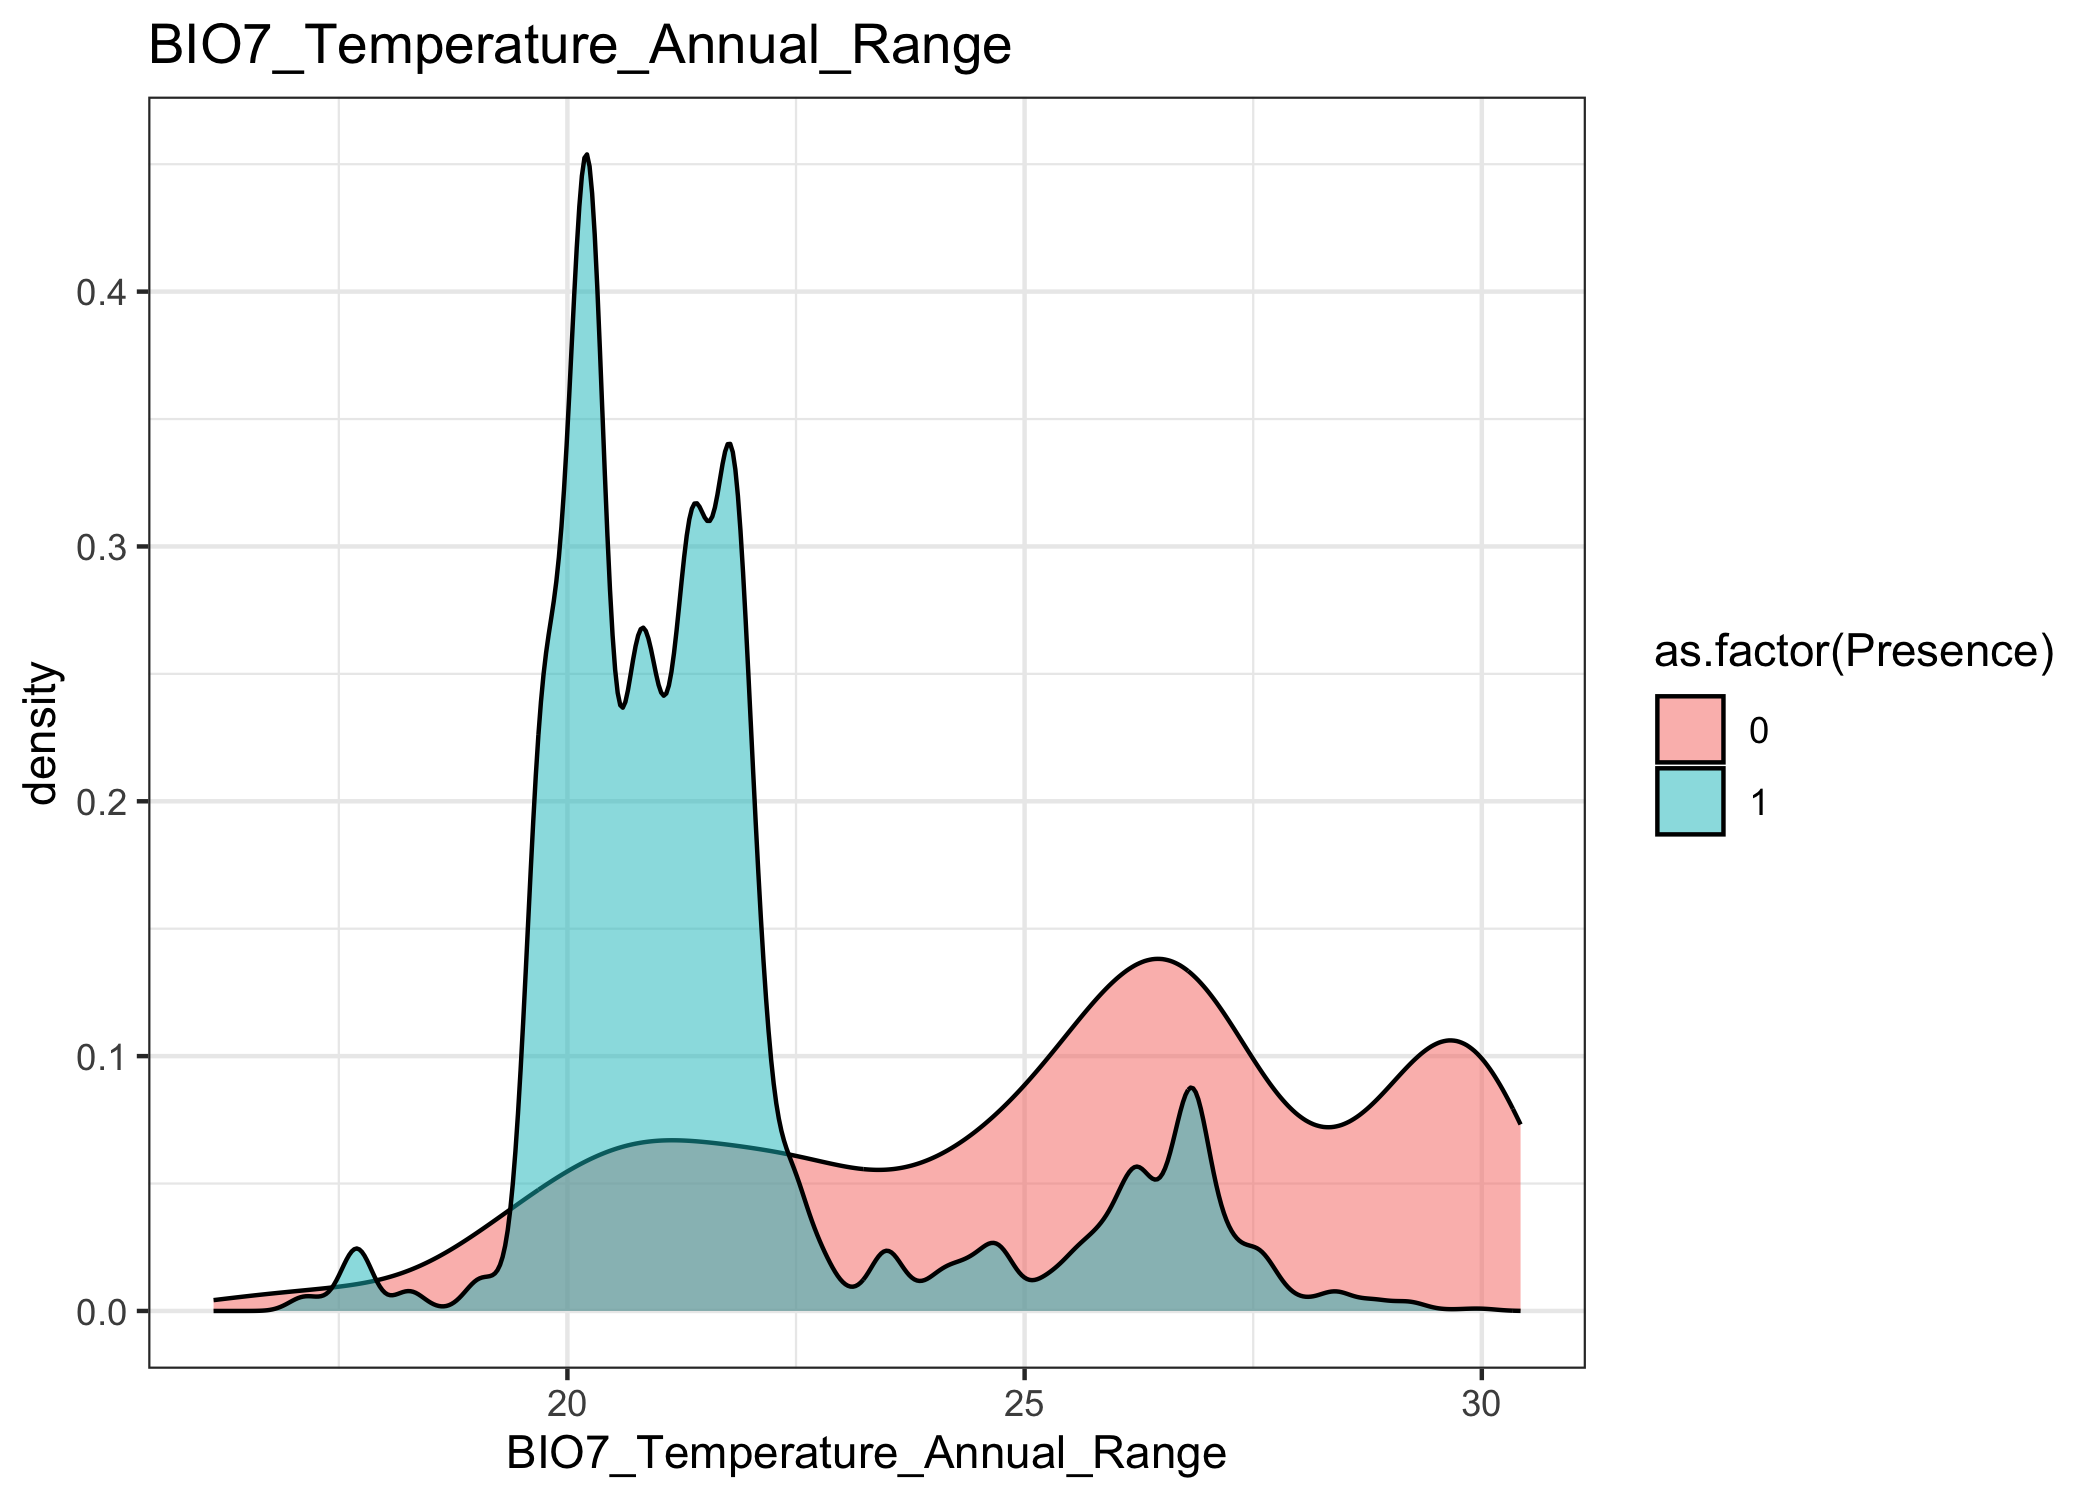 BIO7_Temperature_Annual_Range
density
0.4
0.3
0.2
0.1
0.0
20
25
30
BIO7_Temperature_Annual_Range
as.factor(Presence)
0
1